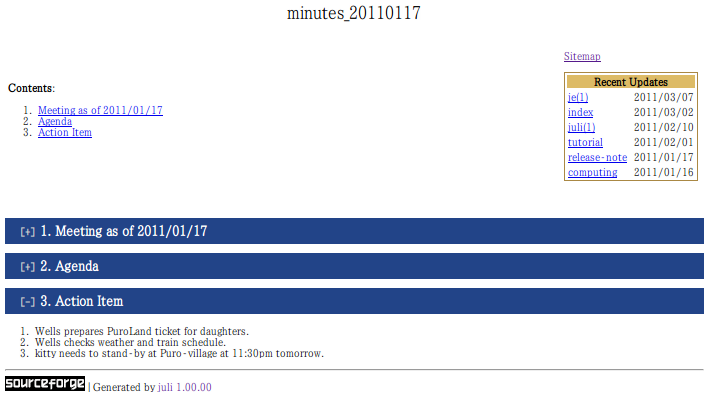 minutes_20110117
Sitemap
Contents:
1. Meeting as of 2011/01/17
2. Agenda
3. Action Item
Recent Updates
je(1) 2011/03/07
index 2011/03/02
juli(1) 2011/02/10
tutorial 2011/02/01
release-note 2011/01/17
computing 2011/01/16
[+] 1. Meeting as of 2011/01/17
[+] 2. Agenda
[-] 3. Action Item
1. Wells prepares PuroLand ticket for daughters.
2. Wells checks weather and train schedule.
3. kitty needs to stand-by at Puro-village at 11:30pm tomorrow.
sourceforge | Generated by juli 1.00.00